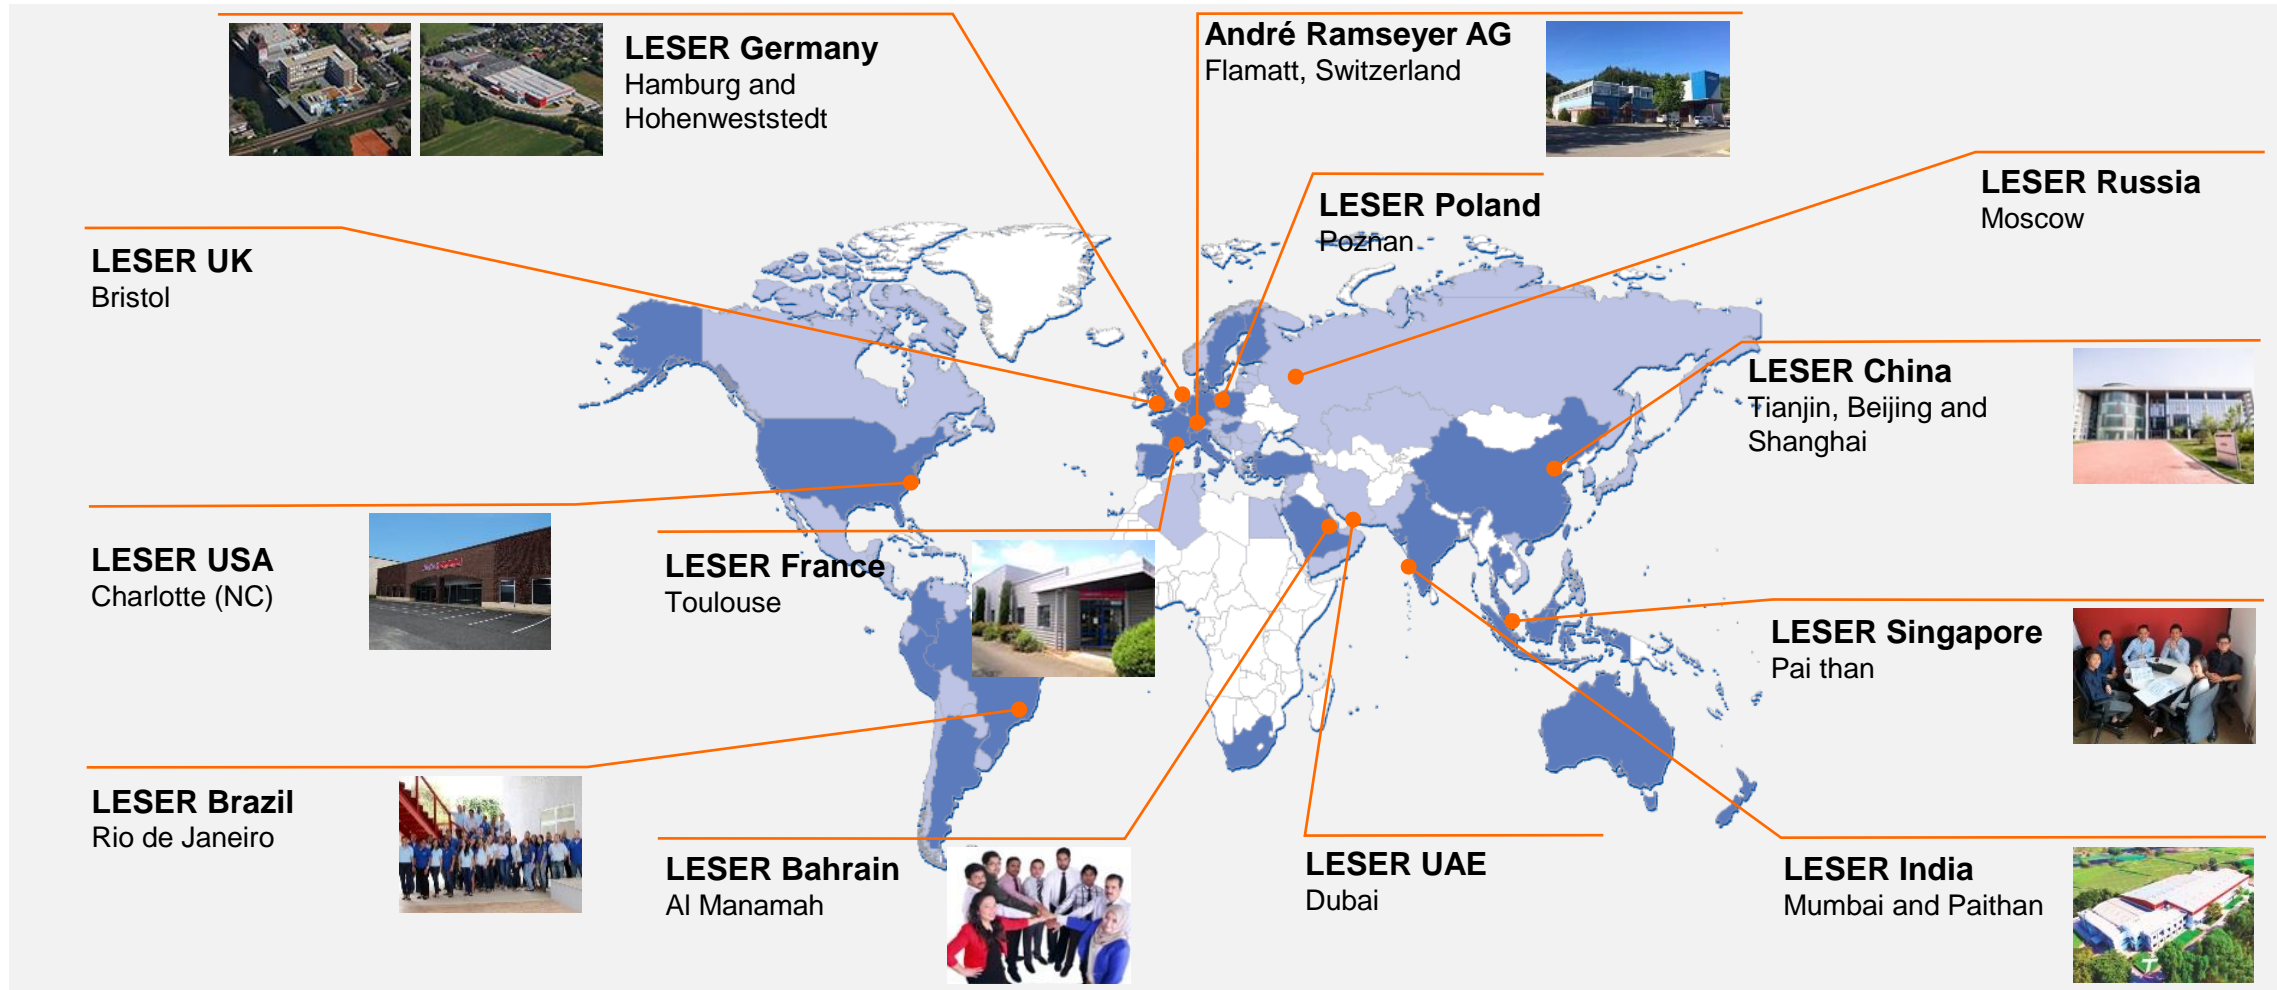 LESER Germany
Hamburg and
Hohenweststedt
André Ramseyer AG
Flamatt, Switzerland
LESER Poland
Poznan
LESER Russia
Moscow
LESER UK
Bristol
LESER China
Tianjin, Beijing and
Shanghai
LESER USA
Charlotte (NC)
LESER France
Toulouse
LESER Singapore
Pai than
LESER Brazil
Rio de Janeiro
LESER Bahrain
Al Manamah
LESER UAE
Dubai
LESER India
Mumbai and Paithan